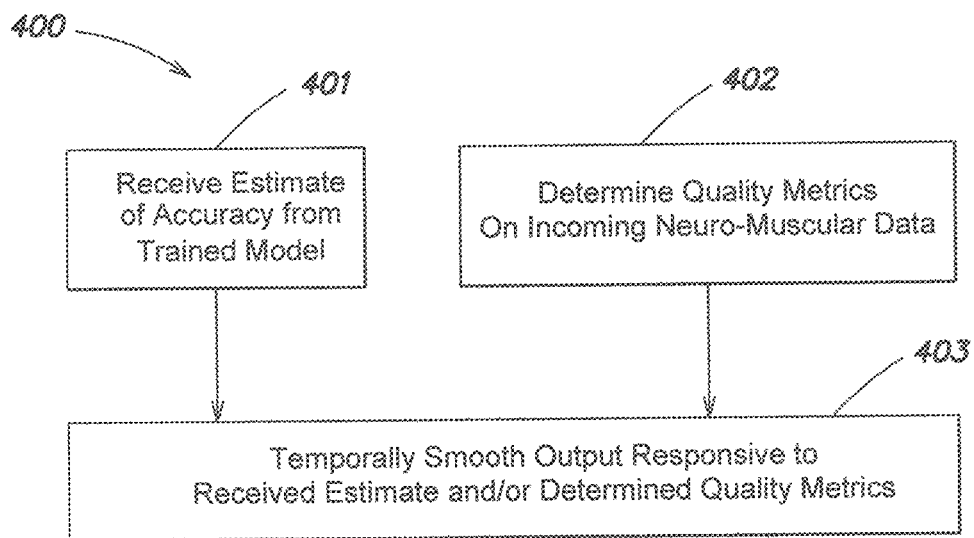 400
401
402
Receive Estimate
of Accuracy from
Trained Model
Determine Quality Metrics
On Incoming Neuro-Muscular Data
403
Temporally Smooth Output Responsive to
Received Estimate and/or Determined Quality Metrics